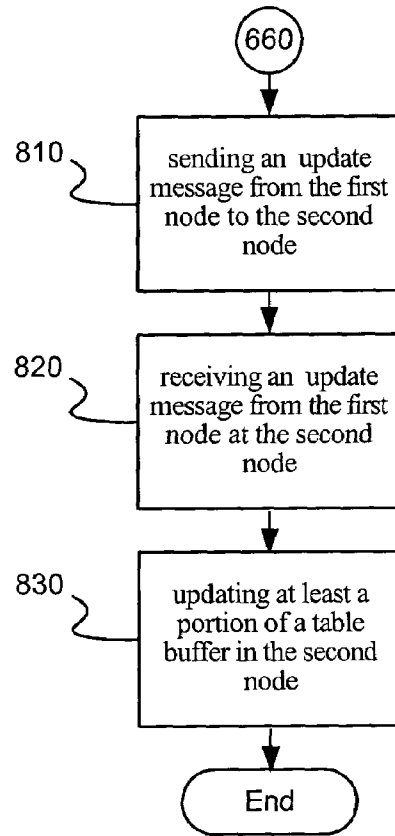 660
810
sending an update
message from the first
node to the second
node
820
receiving an update
message from the first
node at the second
node
830
updating at least a
portion of a table
buffer in the second
node
End